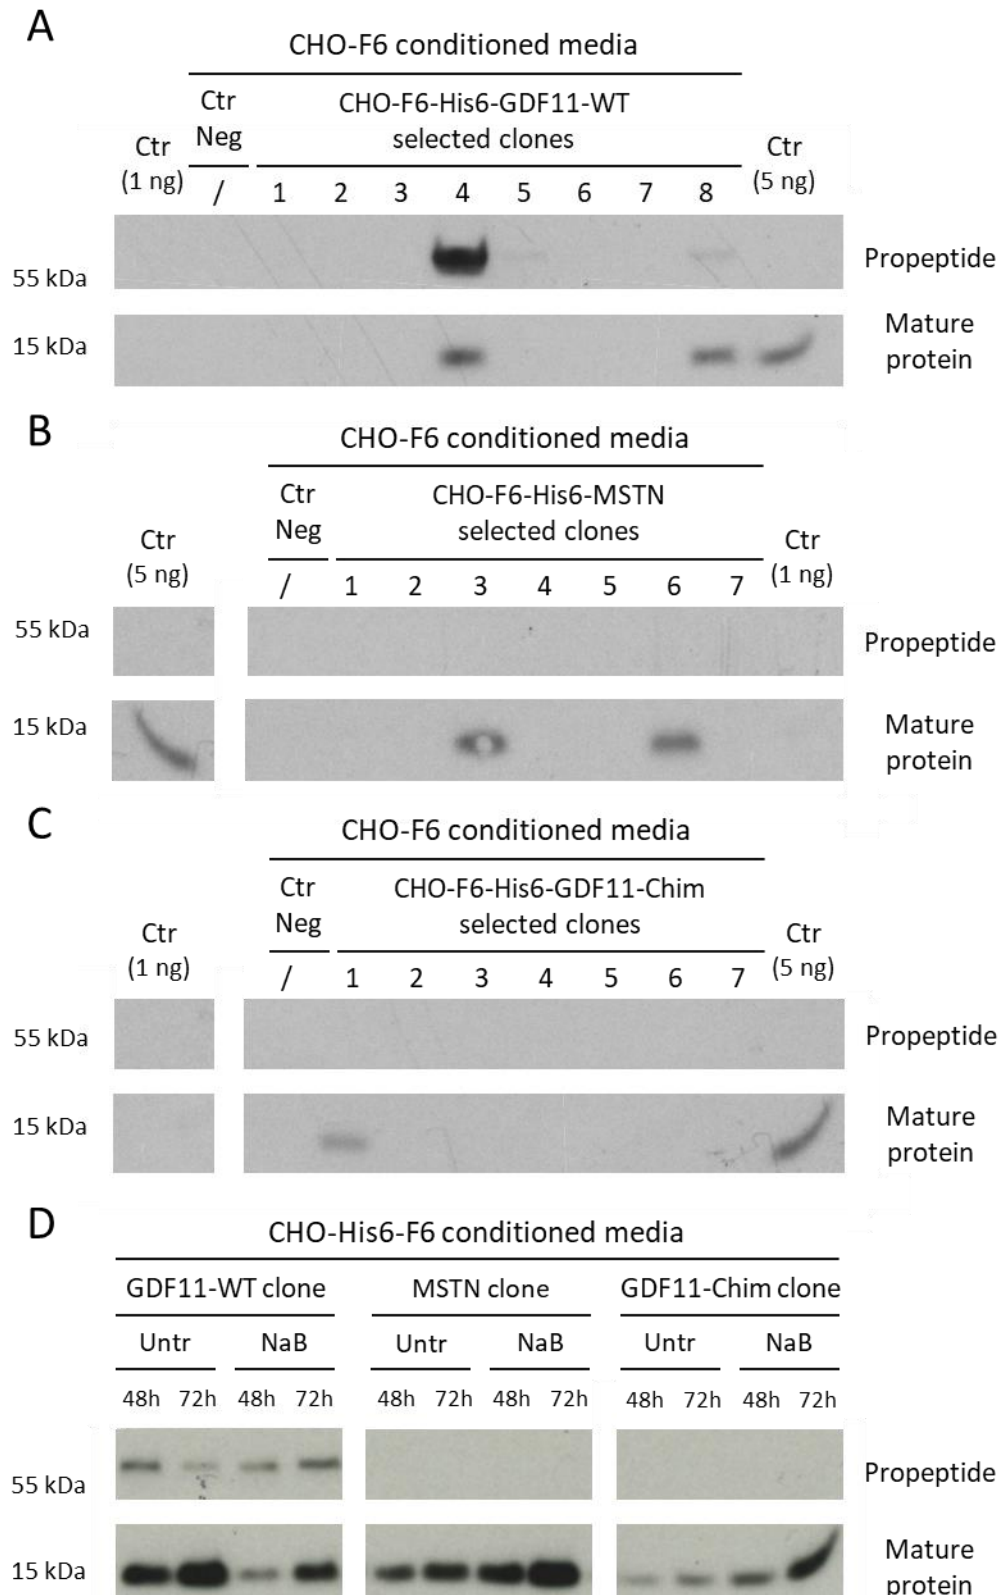 A
CHO-F6 conditioned media
Ctr
Neg
CHO-F6-His6-GDF11-WT
selected clones
Ctr
(1 ng)
Ctr
(5 ng)
/ 1 2 3 4 5 6 7 8
55 kDa
Propeptide
15 kDa
Mature
protein
B
CHO-F6 conditioned media
Ctr
Neg
CHO-F6-His6-MSTN
selected clones
Ctr
(5 ng)
Ctr
(1 ng)
/ 1 2 3 4 5 6 7
55 kDa
Propeptide
15 kDa
Mature
protein
C
CHO-F6 conditioned media
Ctr
Neg
CHO-F6-His6-GDF11-Chim
selected clones
Ctr
(1 ng)
Ctr
(5 ng)
/ 1 2 3 4 5 6 7
55 kDa
Propeptide
15 kDa
Mature
protein
D
CHO-His6-F6 conditioned media
GDF11-WT clone MSTN clone GDF11-Chim clone
Untr NaB Untr NaB Untr NaB
48h 72h 48h 72h 48h 72h 48h 72h 48h 72h 48h 72h
55 kDa
Propeptide
15 kDa
Mature
protein